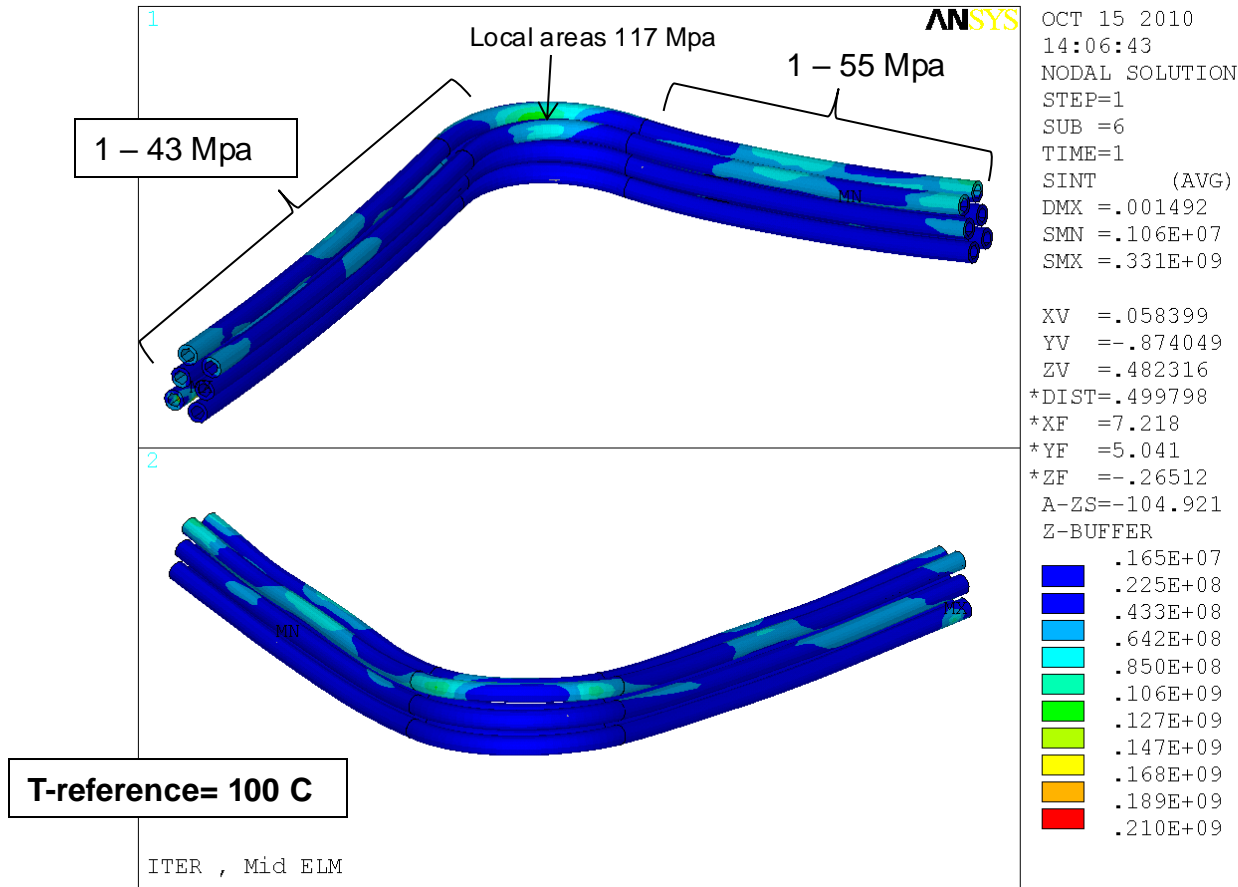 1
ANSYS
Local areas 117 Mpa
1 – 55 Mpa
1 – 43 Mpa
MN
2
MN
T-reference= 100 C
ITER , Mid ELM
OCT 15 2010
14:06:43
NODAL SOLUTION
STEP=1
SUB =6
TIME=1
SINT (AVG)
DMX =.001492
SMN =.106E+07
SMX =.331E+09
XV =.058399
YV =-.874049
ZV =.482316
*DIST=.499798
*XF =7.218
*YF =5.041
*ZF =-.26512
A-ZS=-104.921
Z-BUFFER
.165E+07
.225E+08
.433E+08
.642E+08
.850E+08
.106E+09
.127E+09
.147E+09
.168E+09
.189E+09
.210E+09